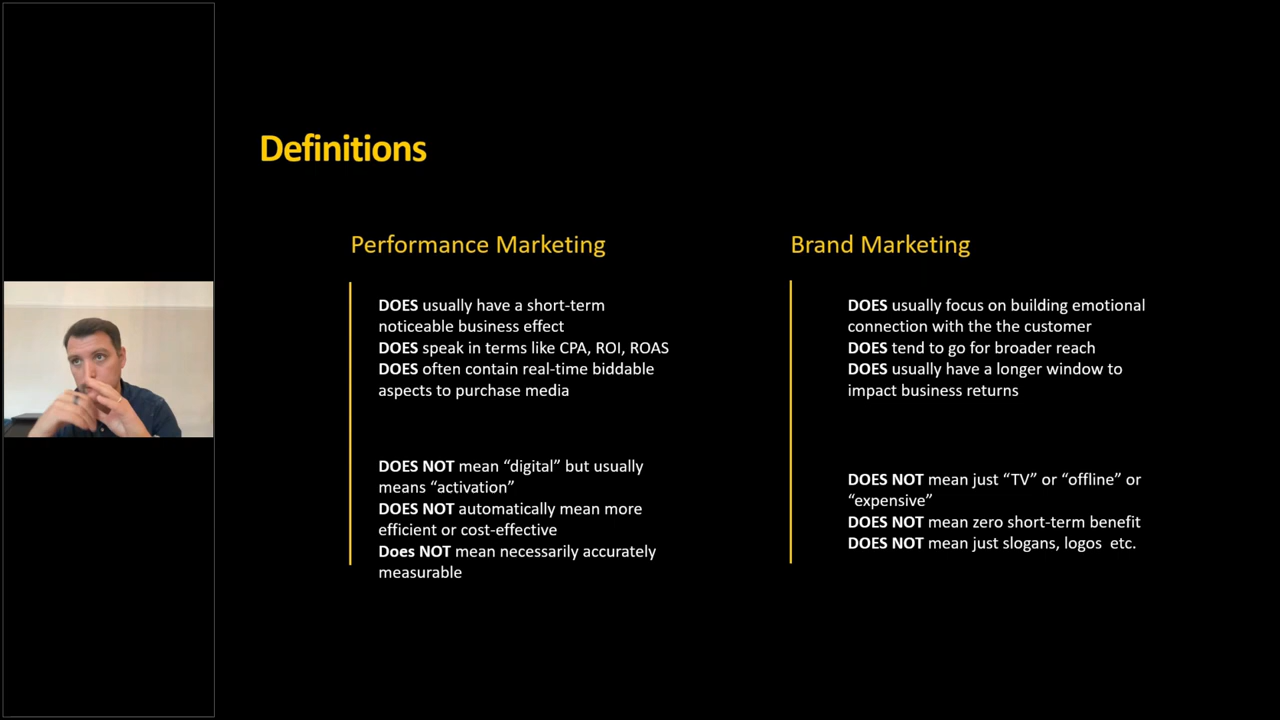 Definitions
Performance Marketing
DOES usually have a short-term
noticeable business effect
DOES speak in terms like CPA, ROI, ROAS
DOES often contain real-time biddable
aspects to purchase media
DOES NOT mean “digital” but usually
means “activation”
DOES NOT automatically mean more
efficient or cost-effective
Does NOT mean necessarily accurately
measurable
Brand Marketing
DOES usually focus on building emotional
connection with the the customer
DOES tend to go for broader reach
DOES usually have a longer window to
impact business returns
DOES NOT mean just “TV” or “offline” or
“expensive”
DOES NOT mean zero short-term benefit
DOES NOT mean just slogans, logos  etc.